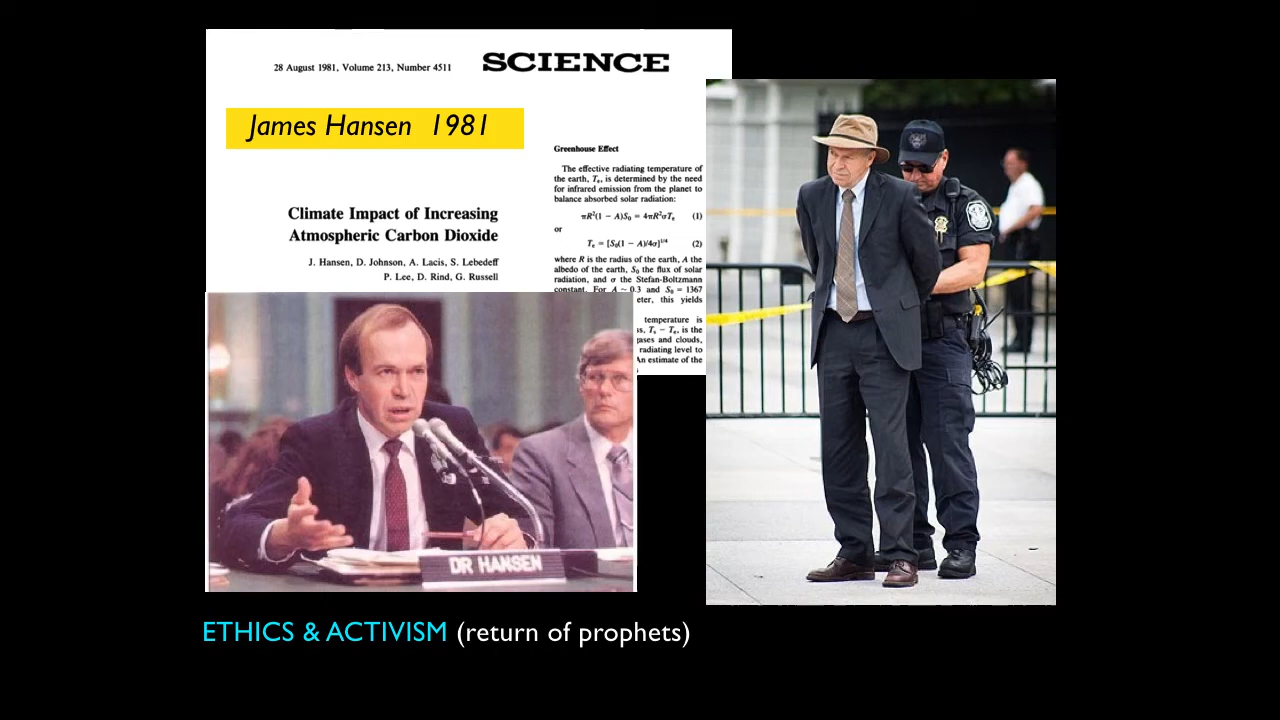 28 August 1981, Volume 213, Number 4511
SCIENCE
James Hansen 1981
Climate Impact of Increasing
Atmospheric Carbon Dioxide
J. Hansen, D. Johnson, A. Lacis, S. Lebedeff
P. Lee, D. Rind, G. Russell
Greenhouse Effect
The effective radiating temperature of
the earth, Tₑ, is determined by the need
for infrared emission from the planet to
balance absorbed solar radiation:
πR²(1 − A)S₀ = 4πR²σTₑ (1)
or
Tₑ = [S₀(1 − A)/4σ]¹/⁴ (2)
where R is the radius of the earth, A the
albedo of the earth, S₀ the flux of solar
radiation, and σ the Stefan-Boltzmann
constant. For A ~ 0.3 and S₀ = 1367
eter, this yields
temperature is
ss, Tₛ − Tₑ, is the
gases and clouds,
radiating level to
An estimate of the
DR HANSEN
ETHICS & ACTIVISM (return of prophets)